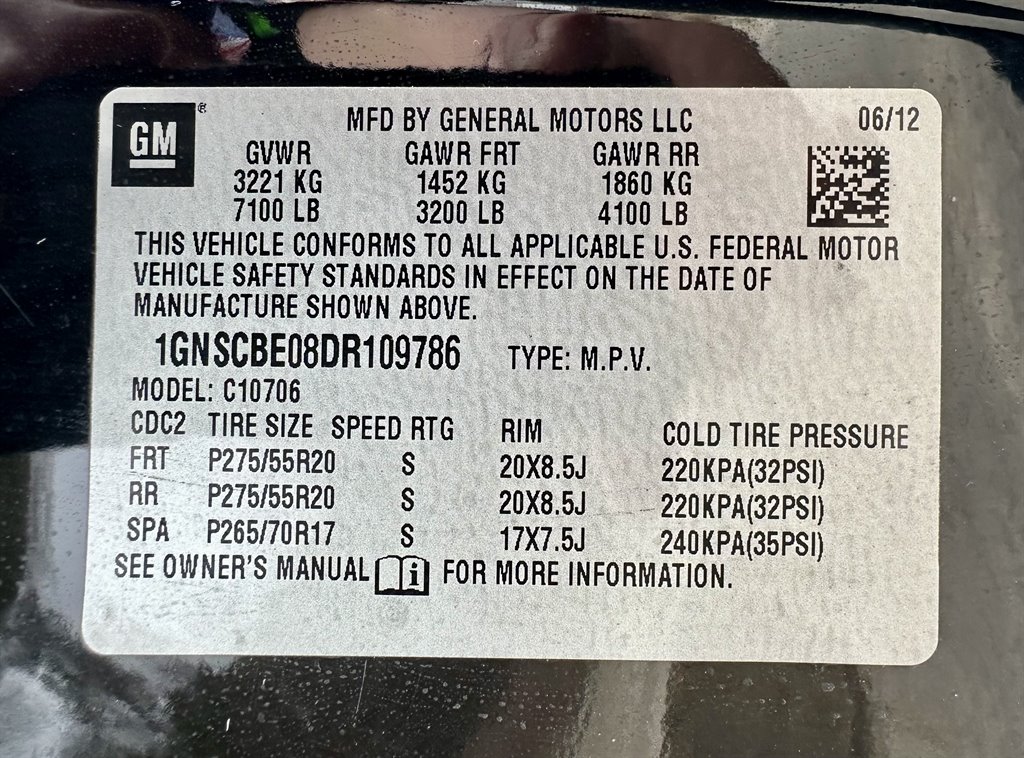 GM ® MFD BY GENERAL MOTORS LLC 06/12
GVWR GAWR FRT GAWR RR
3221 KG 1452 KG 1860 KG
7100 LB 3200 LB 4100 LB
THIS VEHICLE CONFORMS TO ALL APPLICABLE U.S. FEDERAL MOTOR
VEHICLE SAFETY STANDARDS IN EFFECT ON THE DATE OF
MANUFACTURE SHOWN ABOVE.
1GNSCBE08DR109786 TYPE: M.P.V.
MODEL: C10706
CDC2 TIRE SIZE SPEED RTG RIM COLD TIRE PRESSURE
FRT P275/55R20 S 20X8.5J 220KPA(32PSI)
RR P275/55R20 S 20X8.5J 220KPA(32PSI)
SPA P265/70R17 S 17X7.5J 240KPA(35PSI)
SEE OWNER'S MANUAL i FOR MORE INFORMATION.